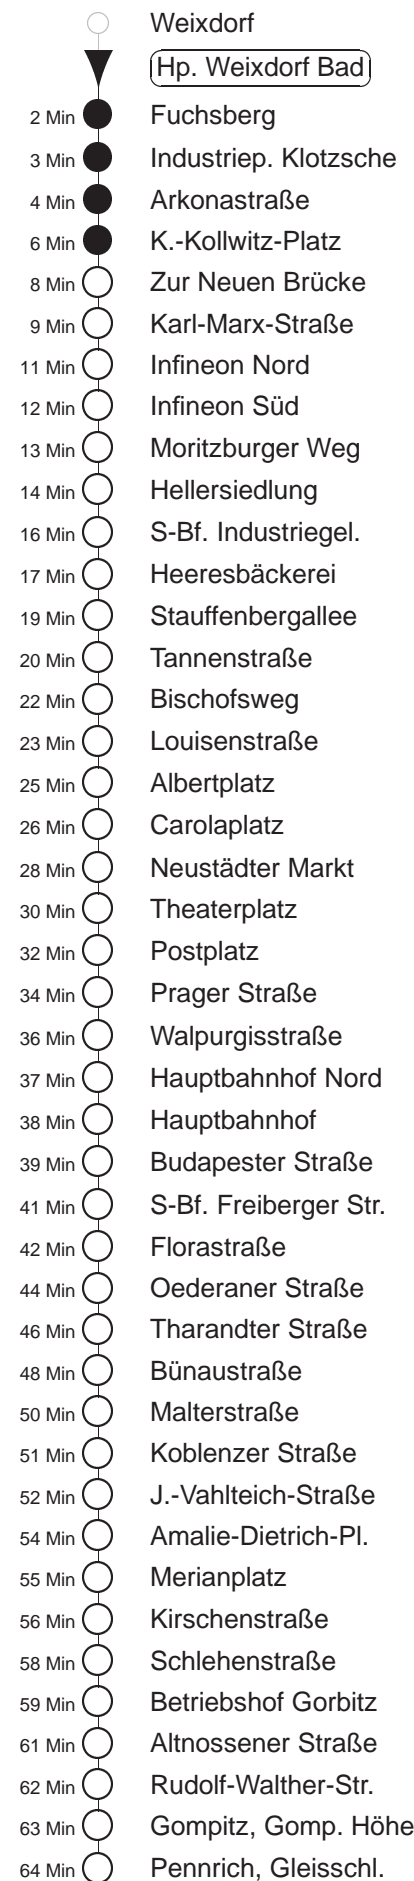 Weixdorf
Hp. Weixdorf Bad
2 Min Fuchsberg
3 Min Industriep. Klotzsche
4 Min Arkonastraße
6 Min K.-Kollwitz-Platz
8 Min Zur Neuen Brücke
9 Min Karl-Marx-Straße
11 Min Infineon Nord
12 Min Infineon Süd
13 Min Moritzburger Weg
14 Min Hellersiedlung
16 Min S-Bf. Industriegel.
17 Min Heeresbäckerei
19 Min Stauffenbergallee
20 Min Tannenstraße
22 Min Bischofsweg
23 Min Louisenstraße
25 Min Albertplatz
26 Min Carolaplatz
28 Min Neustädter Markt
30 Min Theaterplatz
32 Min Postplatz
34 Min Prager Straße
36 Min Walpurgisstraße
37 Min Hauptbahnhof Nord
38 Min Hauptbahnhof
39 Min Budapester Straße
41 Min S-Bf. Freiberger Str.
42 Min Florastraße
44 Min Oederaner Straße
46 Min Tharandter Straße
48 Min Bünaustraße
50 Min Malterstraße
51 Min Koblenzer Straße
52 Min J.-Vahlteich-Straße
54 Min Amalie-Dietrich-Pl.
55 Min Merianplatz
56 Min Kirschenstraße
58 Min Schlehenstraße
59 Min Betriebshof Gorbitz
61 Min Altnossener Straße
62 Min Rudolf-Walther-Str.
63 Min Gompitz, Gomp. Höhe
64 Min Pennrich, Gleisschl.